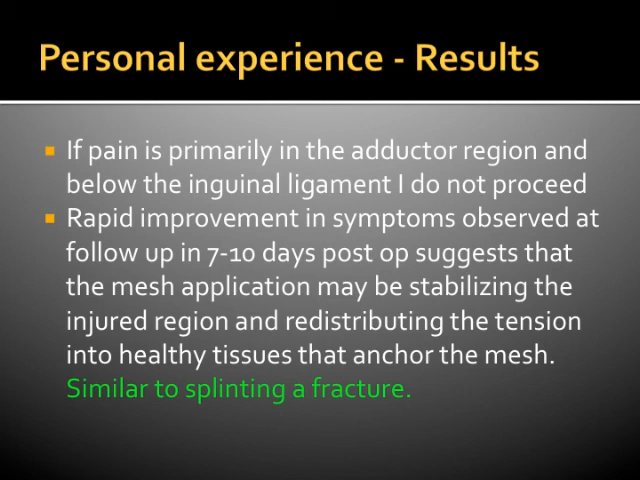 Personal experience - Results
If pain is primarily in the adductor region and
below the inguinal ligament I do not proceed
Rapid improvement in symptoms observed at
follow up in 7-10 days post op suggests that
the mesh application may be stabilizing the
injured region and redistributing the tension
into healthy tissues that anchor the mesh.
Similar to splinting a fracture.